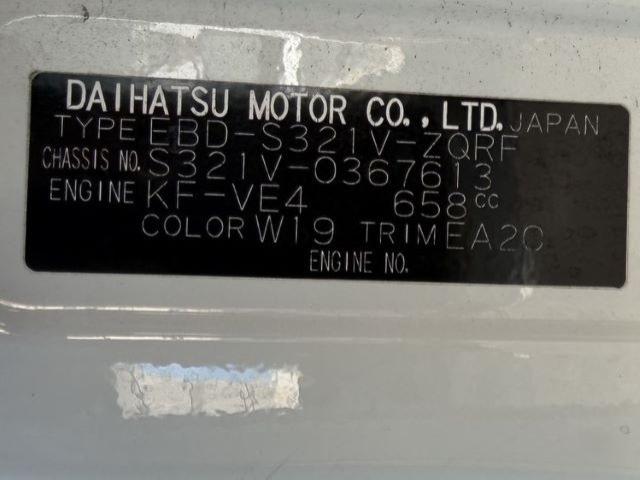 DAIHATSU MOTOR CO., LTD. JAPAN
TYPE EBD-S321V-ZQRF
CHASSIS NO. S321V-0367613
ENGINE KF-VE4 658cc
COLOR W19 TRIM EA20
ENGINE NO.